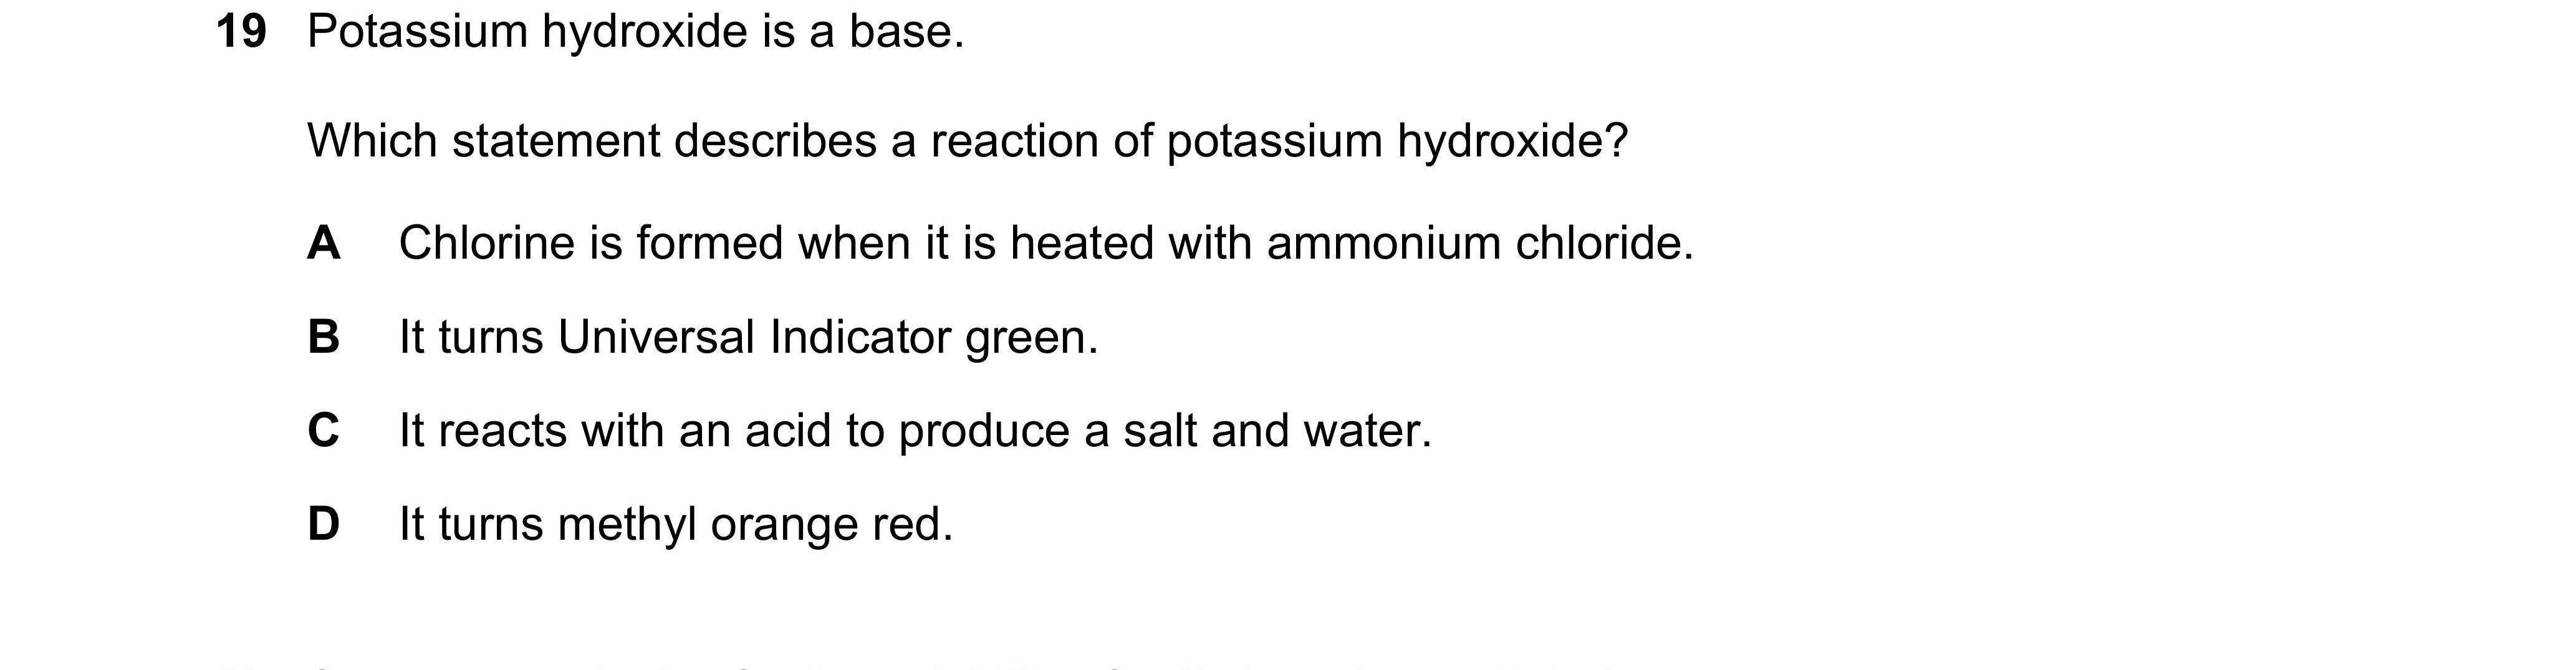 19 Potassium hydroxide is a base.
Which statement describes a reaction of potassium hydroxide?
A Chlorine is formed when it is heated with ammonium chloride.
B It turns Universal Indicator green.
C It reacts with an acid to produce a salt and water.
D It turns methyl orange red.